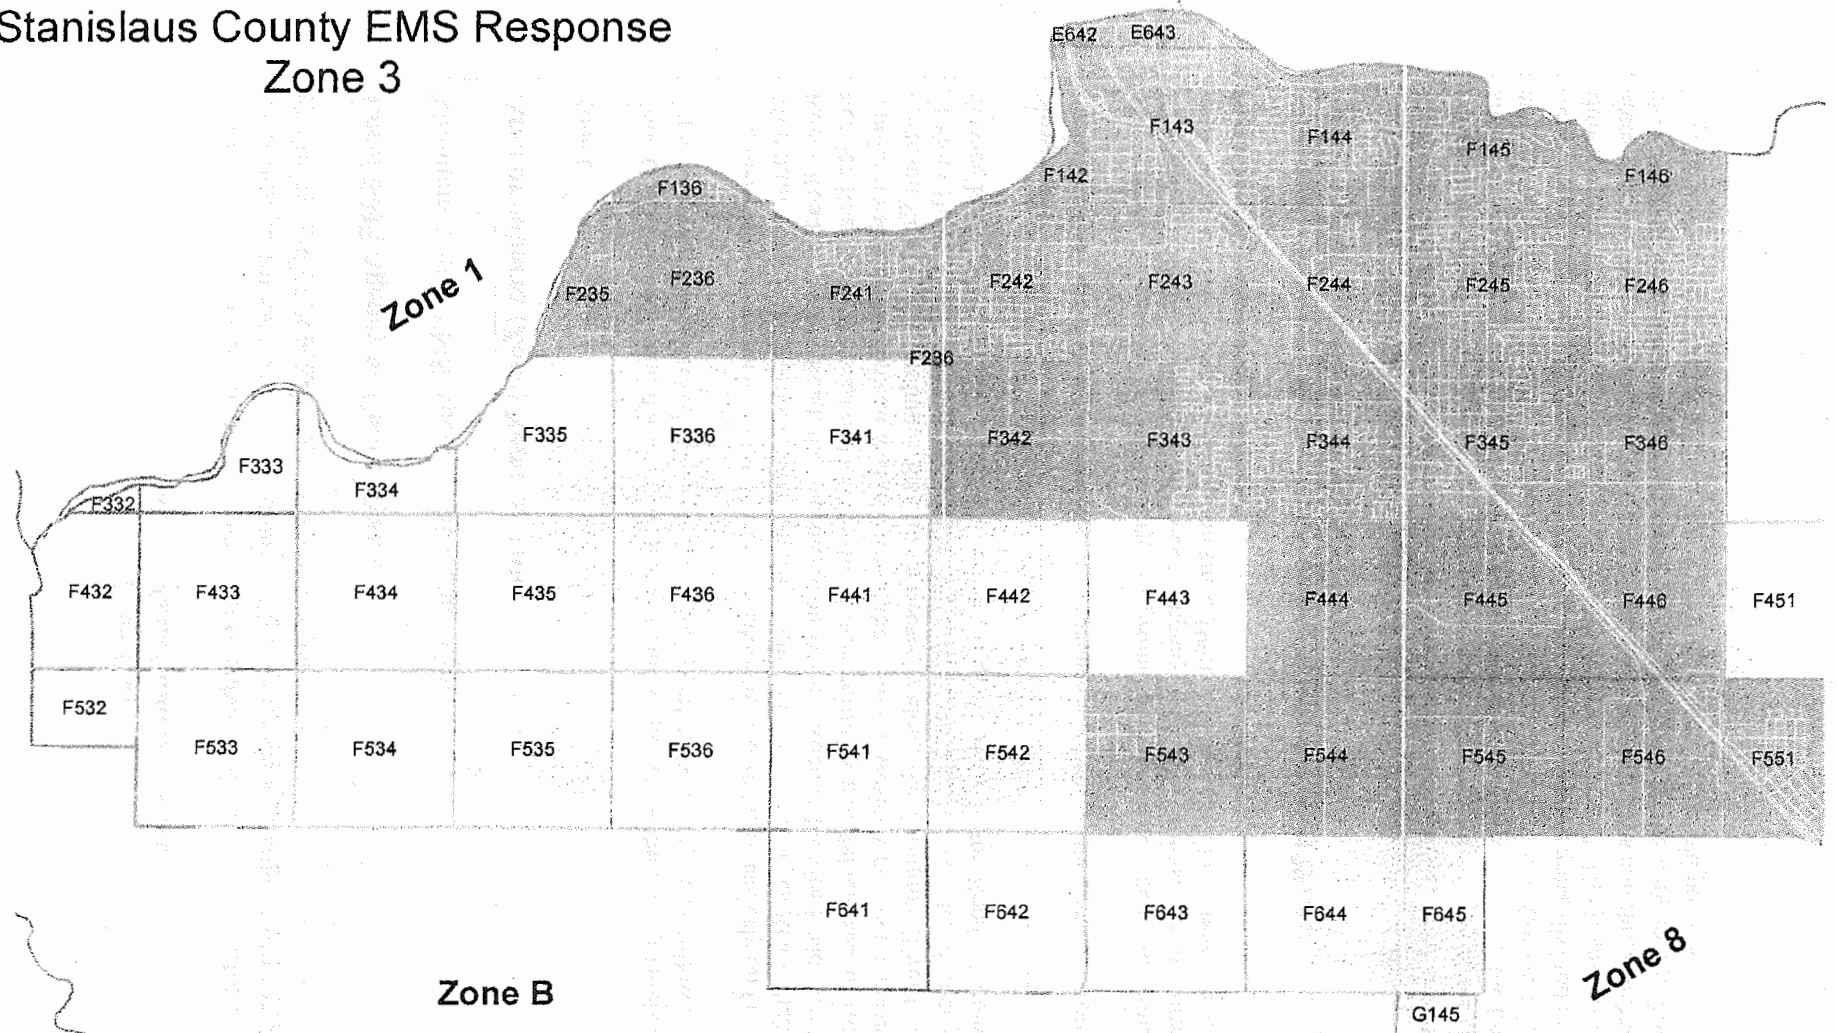 Stanislaus County EMS Response
Zone 3
E642 E643
F143 F144 F145
F142 F146
F136
Zone 1
F235 F236 F241 F242 F243 F244 F245 F246
F236
F335 F336 F341 F342 F343 F344 F345 F346
F333
F334
F332
F432 F433 F434 F435 F436 F441 F442 F443 F444 F445 F446 F451
F532
F533 F534 F535 F536 F541 F542 F543 F544 F545 F546 F551
F641 F642 F643 F644 F645
Zone 8
Zone B
G145